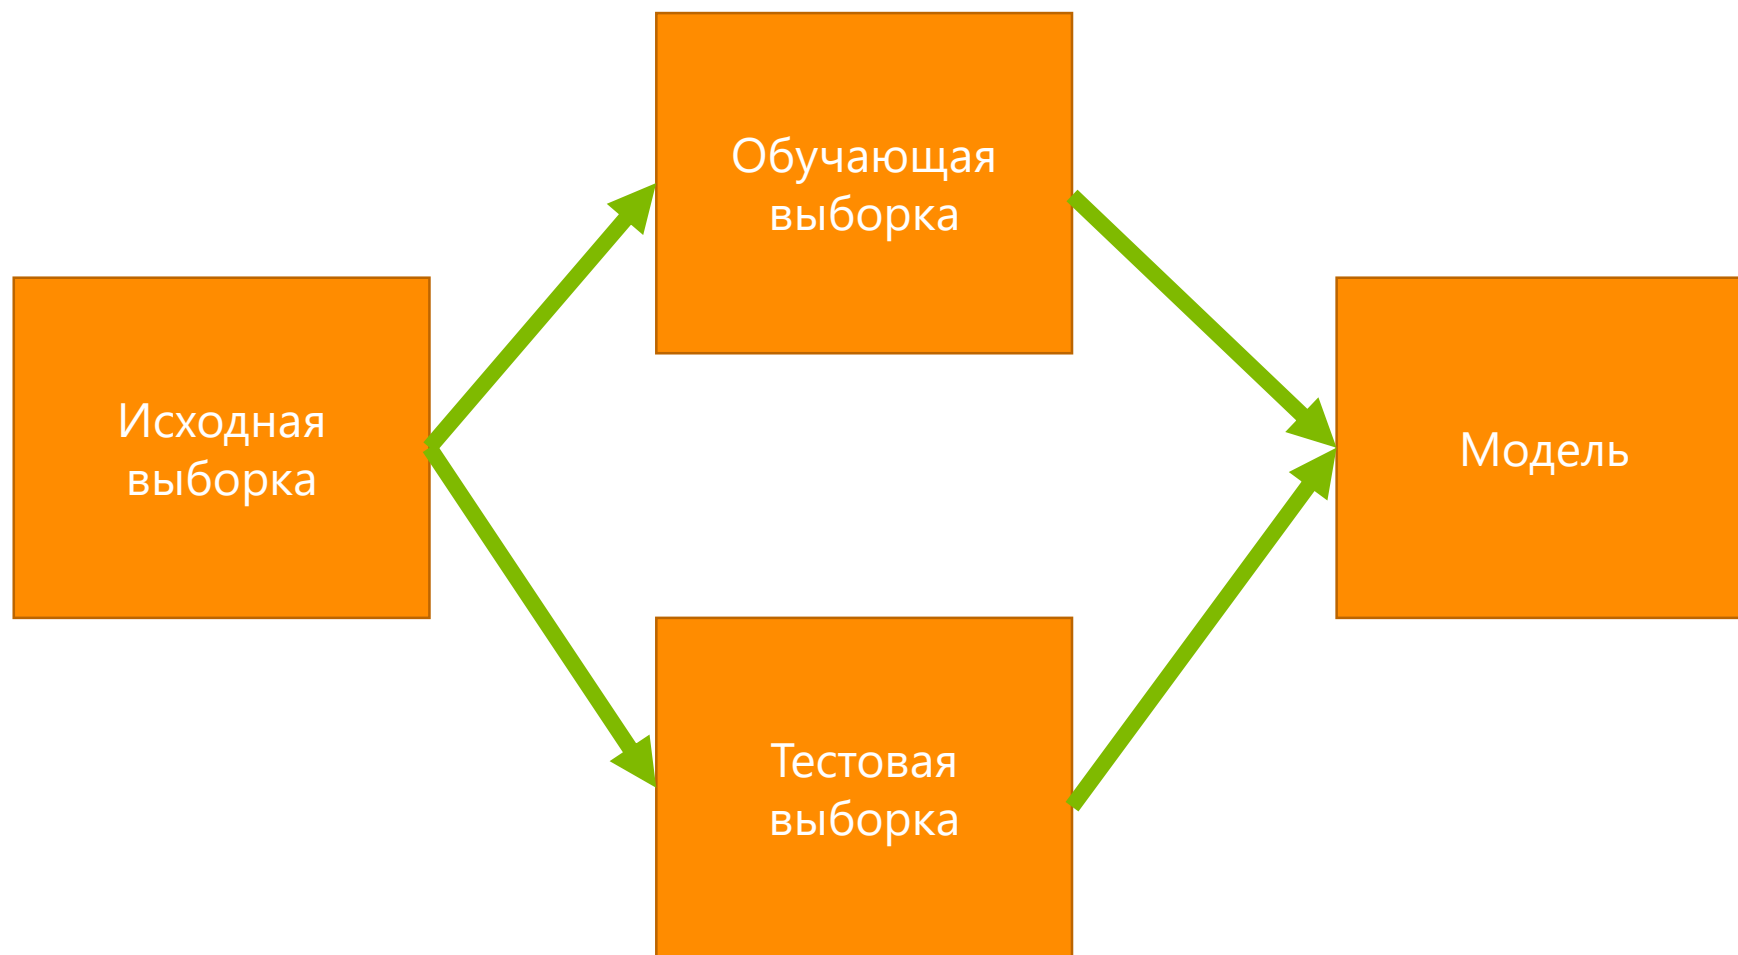 Исходная
выборка
Обучающая
выборка
Тестовая
выборка
Модель